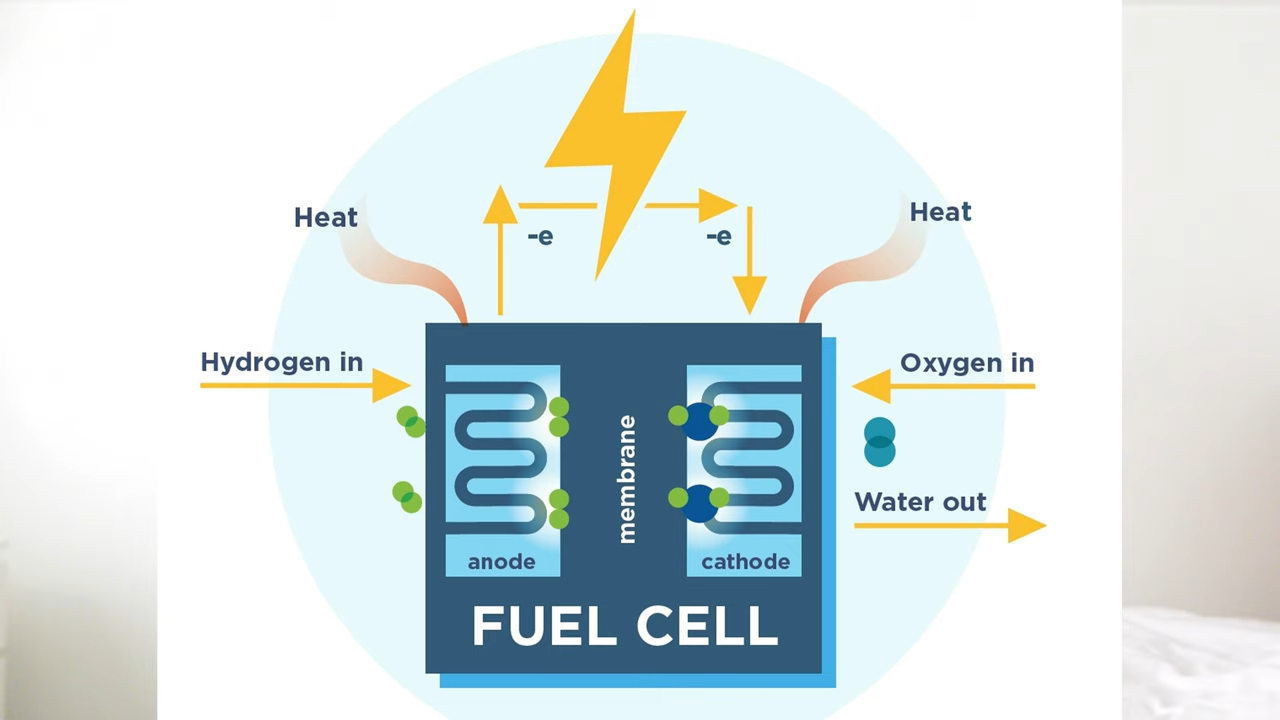 Heat
Heat
-e
-e
Hydrogen in
Oxygen in
membrane
Water out
anode
cathode
FUEL CELL